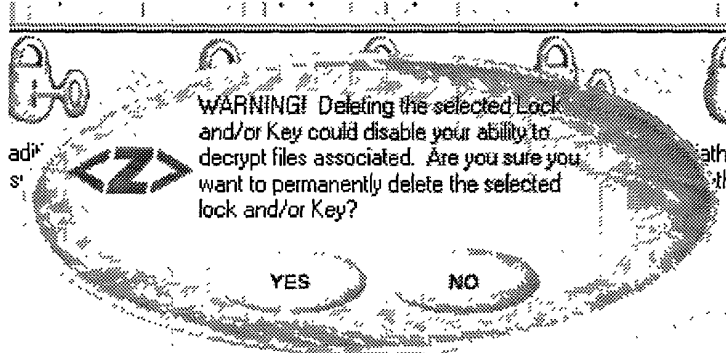 WARNING! Deleting the selected Lock
and/or Key could disable your ability to
decrypt files associated. Are you sure you
want to permanently delete the selected
lock and/or Key?
<Z>
YES NO